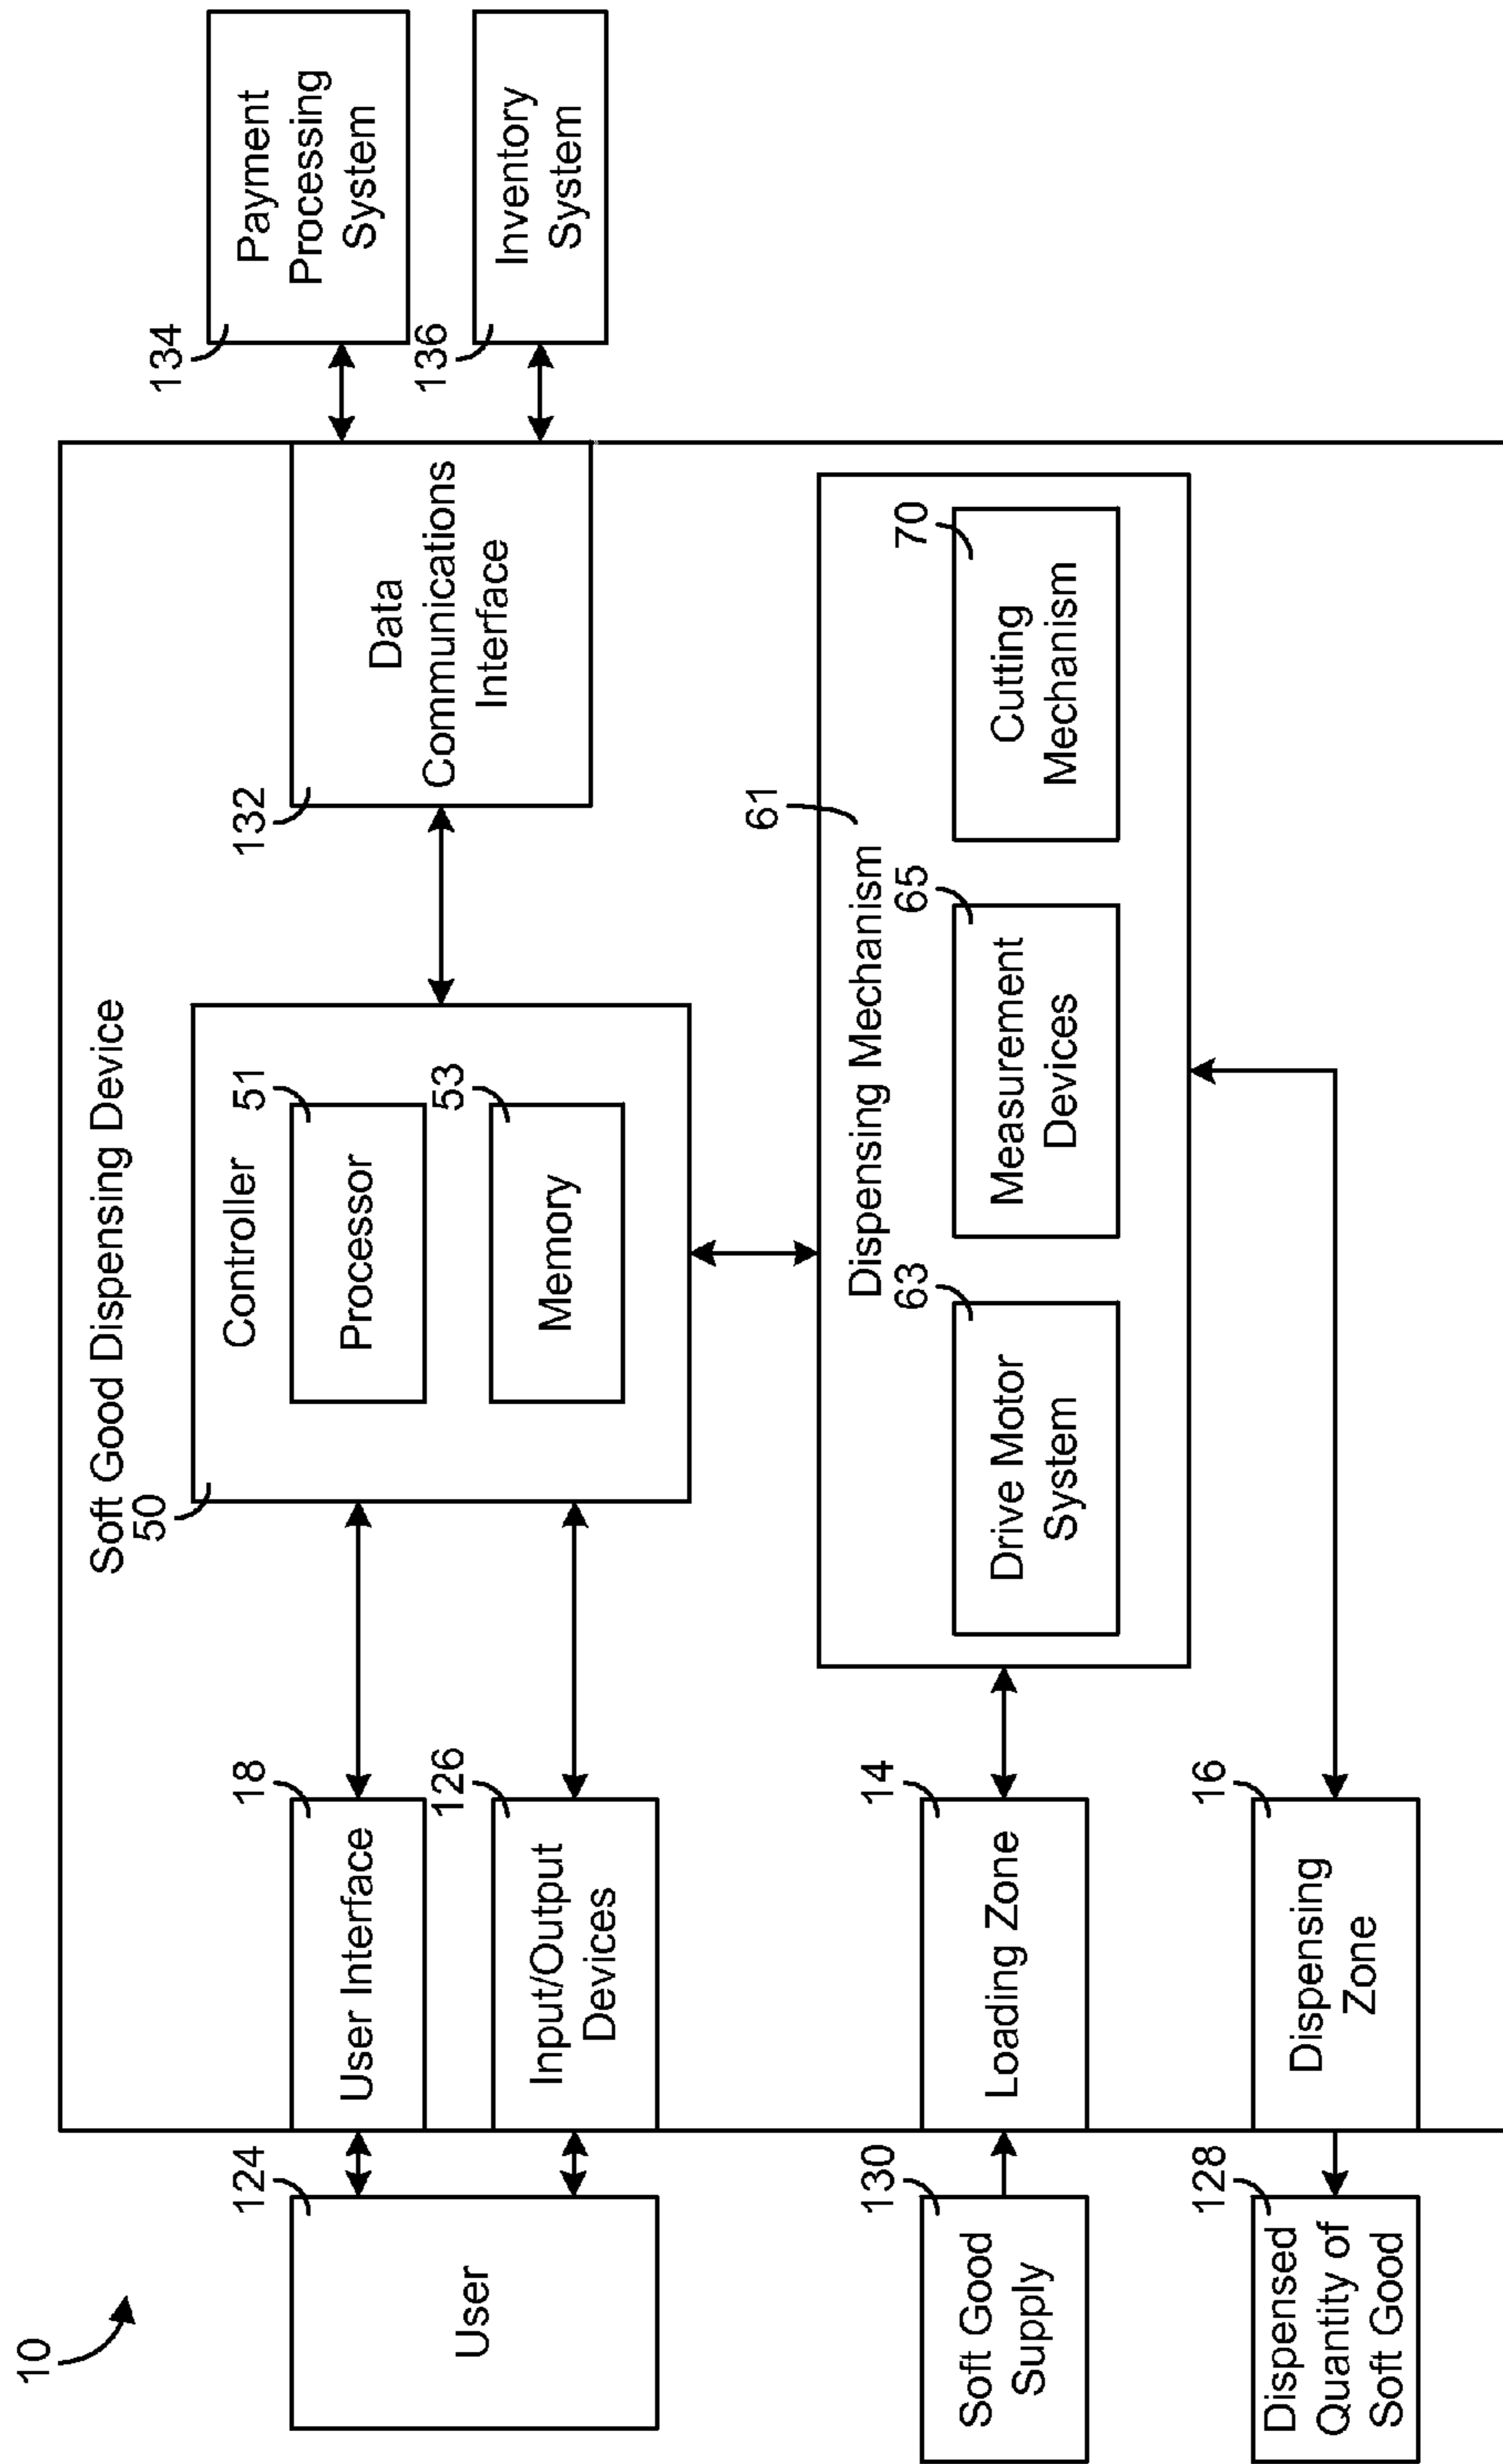 10
Soft Good Dispensing Device
124
User
18
User Interface
126
Input/Output
Devices
50
Controller
51
Processor
53
Memory
132
Data
Communications
Interface
134
Payment
Processing
System
136
Inventory
System
130
Soft Good
Supply
14
Loading Zone
61
Dispensing Mechanism
63
Drive Motor
System
65
Measurement
Devices
70
Cutting
Mechanism
128
Dispensed
Quantity of
Soft Good
16
Dispensing
Zone